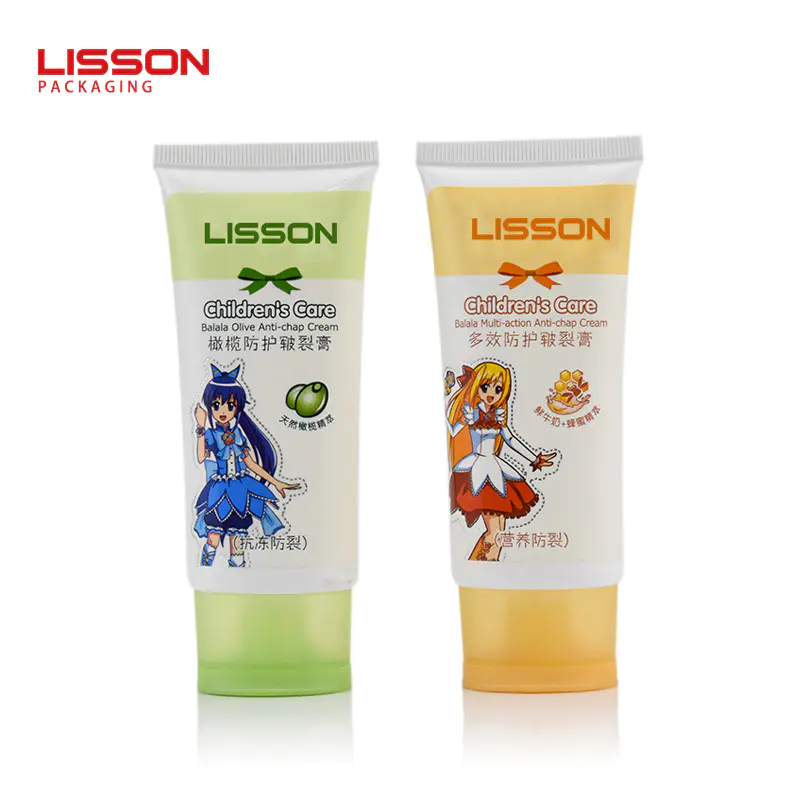 LISSON
PACKAGING
LISSON
Children's Care
Balala Olive Anti-chap Cream
橄榄防护皲裂膏
天然橄榄精萃
(抗冻防裂)
LISSON
Children's Care
Balala Multi-action Anti-chap Cream
多效防护皲裂膏
鲜牛奶+蜂蜜精萃
(营养防裂)